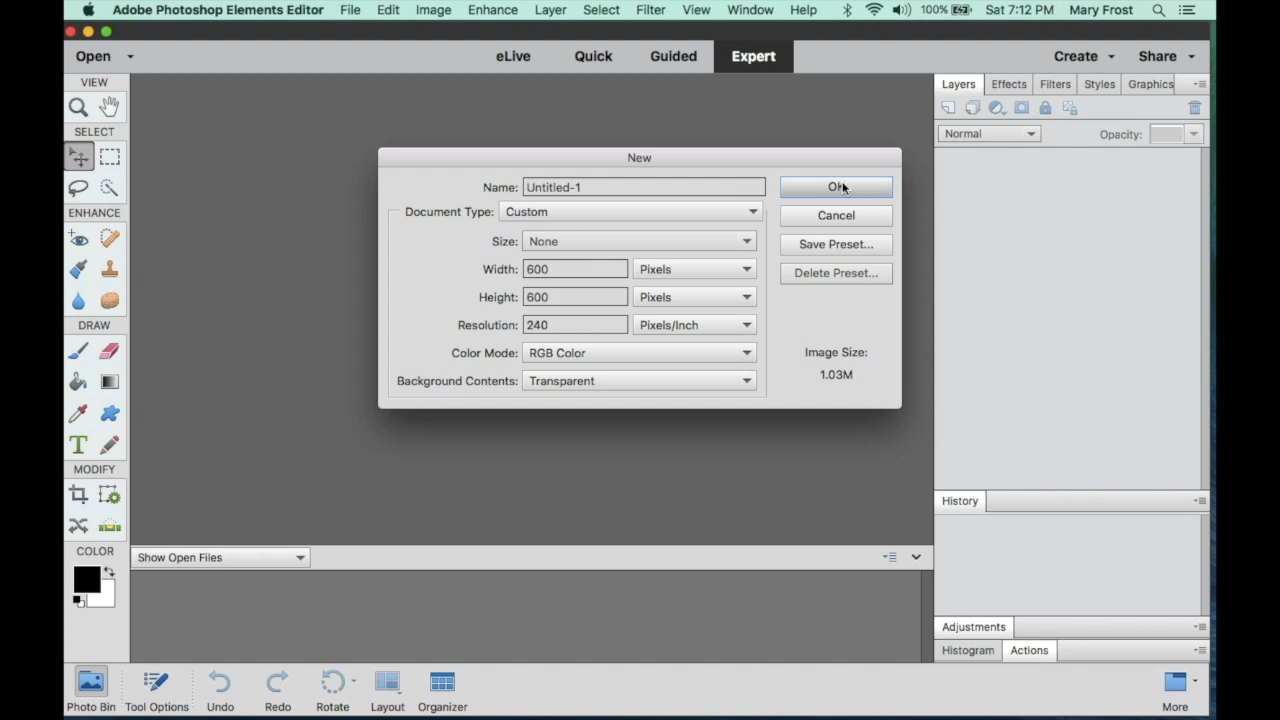 Adobe Photoshop Elements Editor File Edit Image Enhance Layer Select Filter View Window Help 100% Sat 7:12 PM Mary Frost
Open eLive Quick Guided Expert Create Share
VIEW
SELECT
ENHANCE
DRAW
T
MODIFY
COLOR
New
Name: Untitled-1
Document Type: Custom
Size: None
Width: 600 Pixels
Height: 600 Pixels
Resolution: 240 Pixels/Inch
Color Mode: RGB Color
Background Contents: Transparent
OK
Cancel
Save Preset...
Delete Preset...
Image Size:
1.03M
Layers Effects Filters Styles Graphics
Normal Opacity:
History
Adjustments
Histogram Actions
Show Open Files
Photo Bin Tool Options Undo Redo Rotate Layout Organizer More